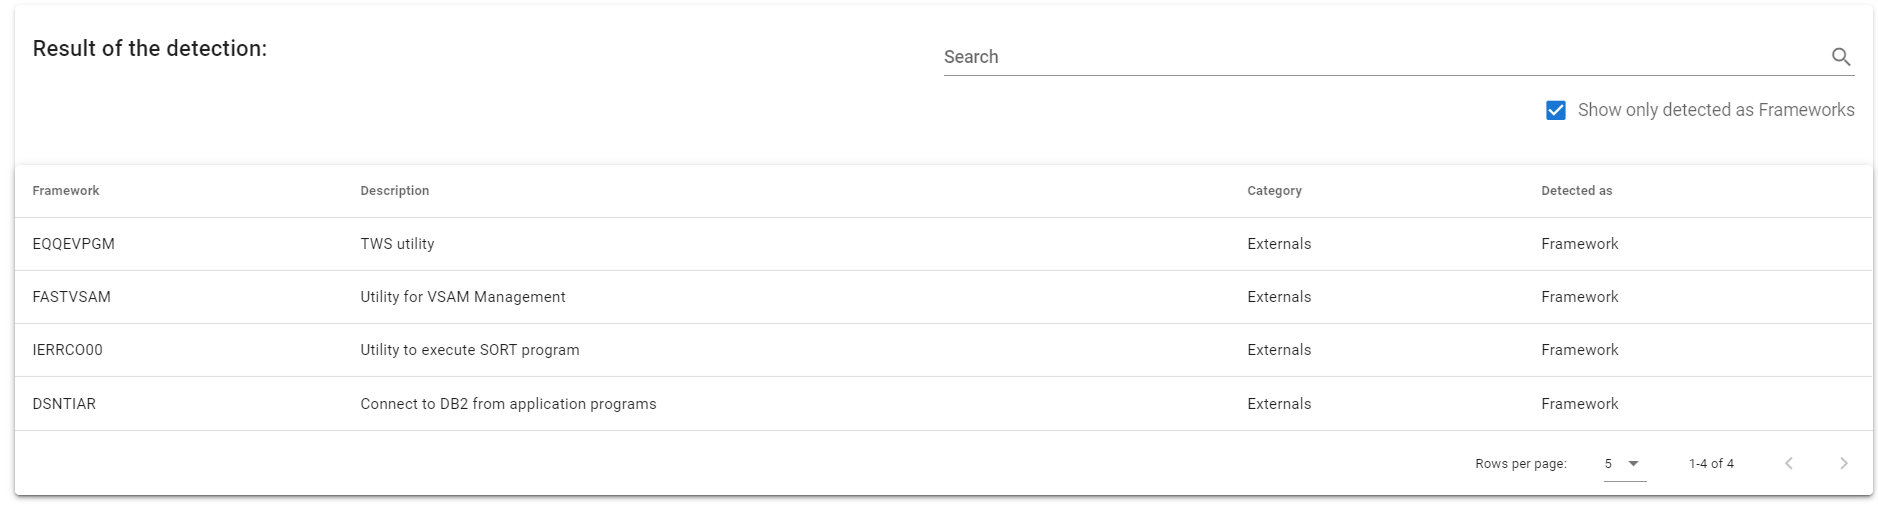 Result of the detection:
Search
Show only detected as Frameworks
Framework Description Category Detected as
EQQEVPGM TWS utility Externals Framework
FASTVSAM Utility for VSAM Management Externals Framework
IERRCO00 Utility to execute SORT program Externals Framework
DSNTIAR Connect to DB2 from application programs Externals Framework
Rows per page: 5 1-4 of 4